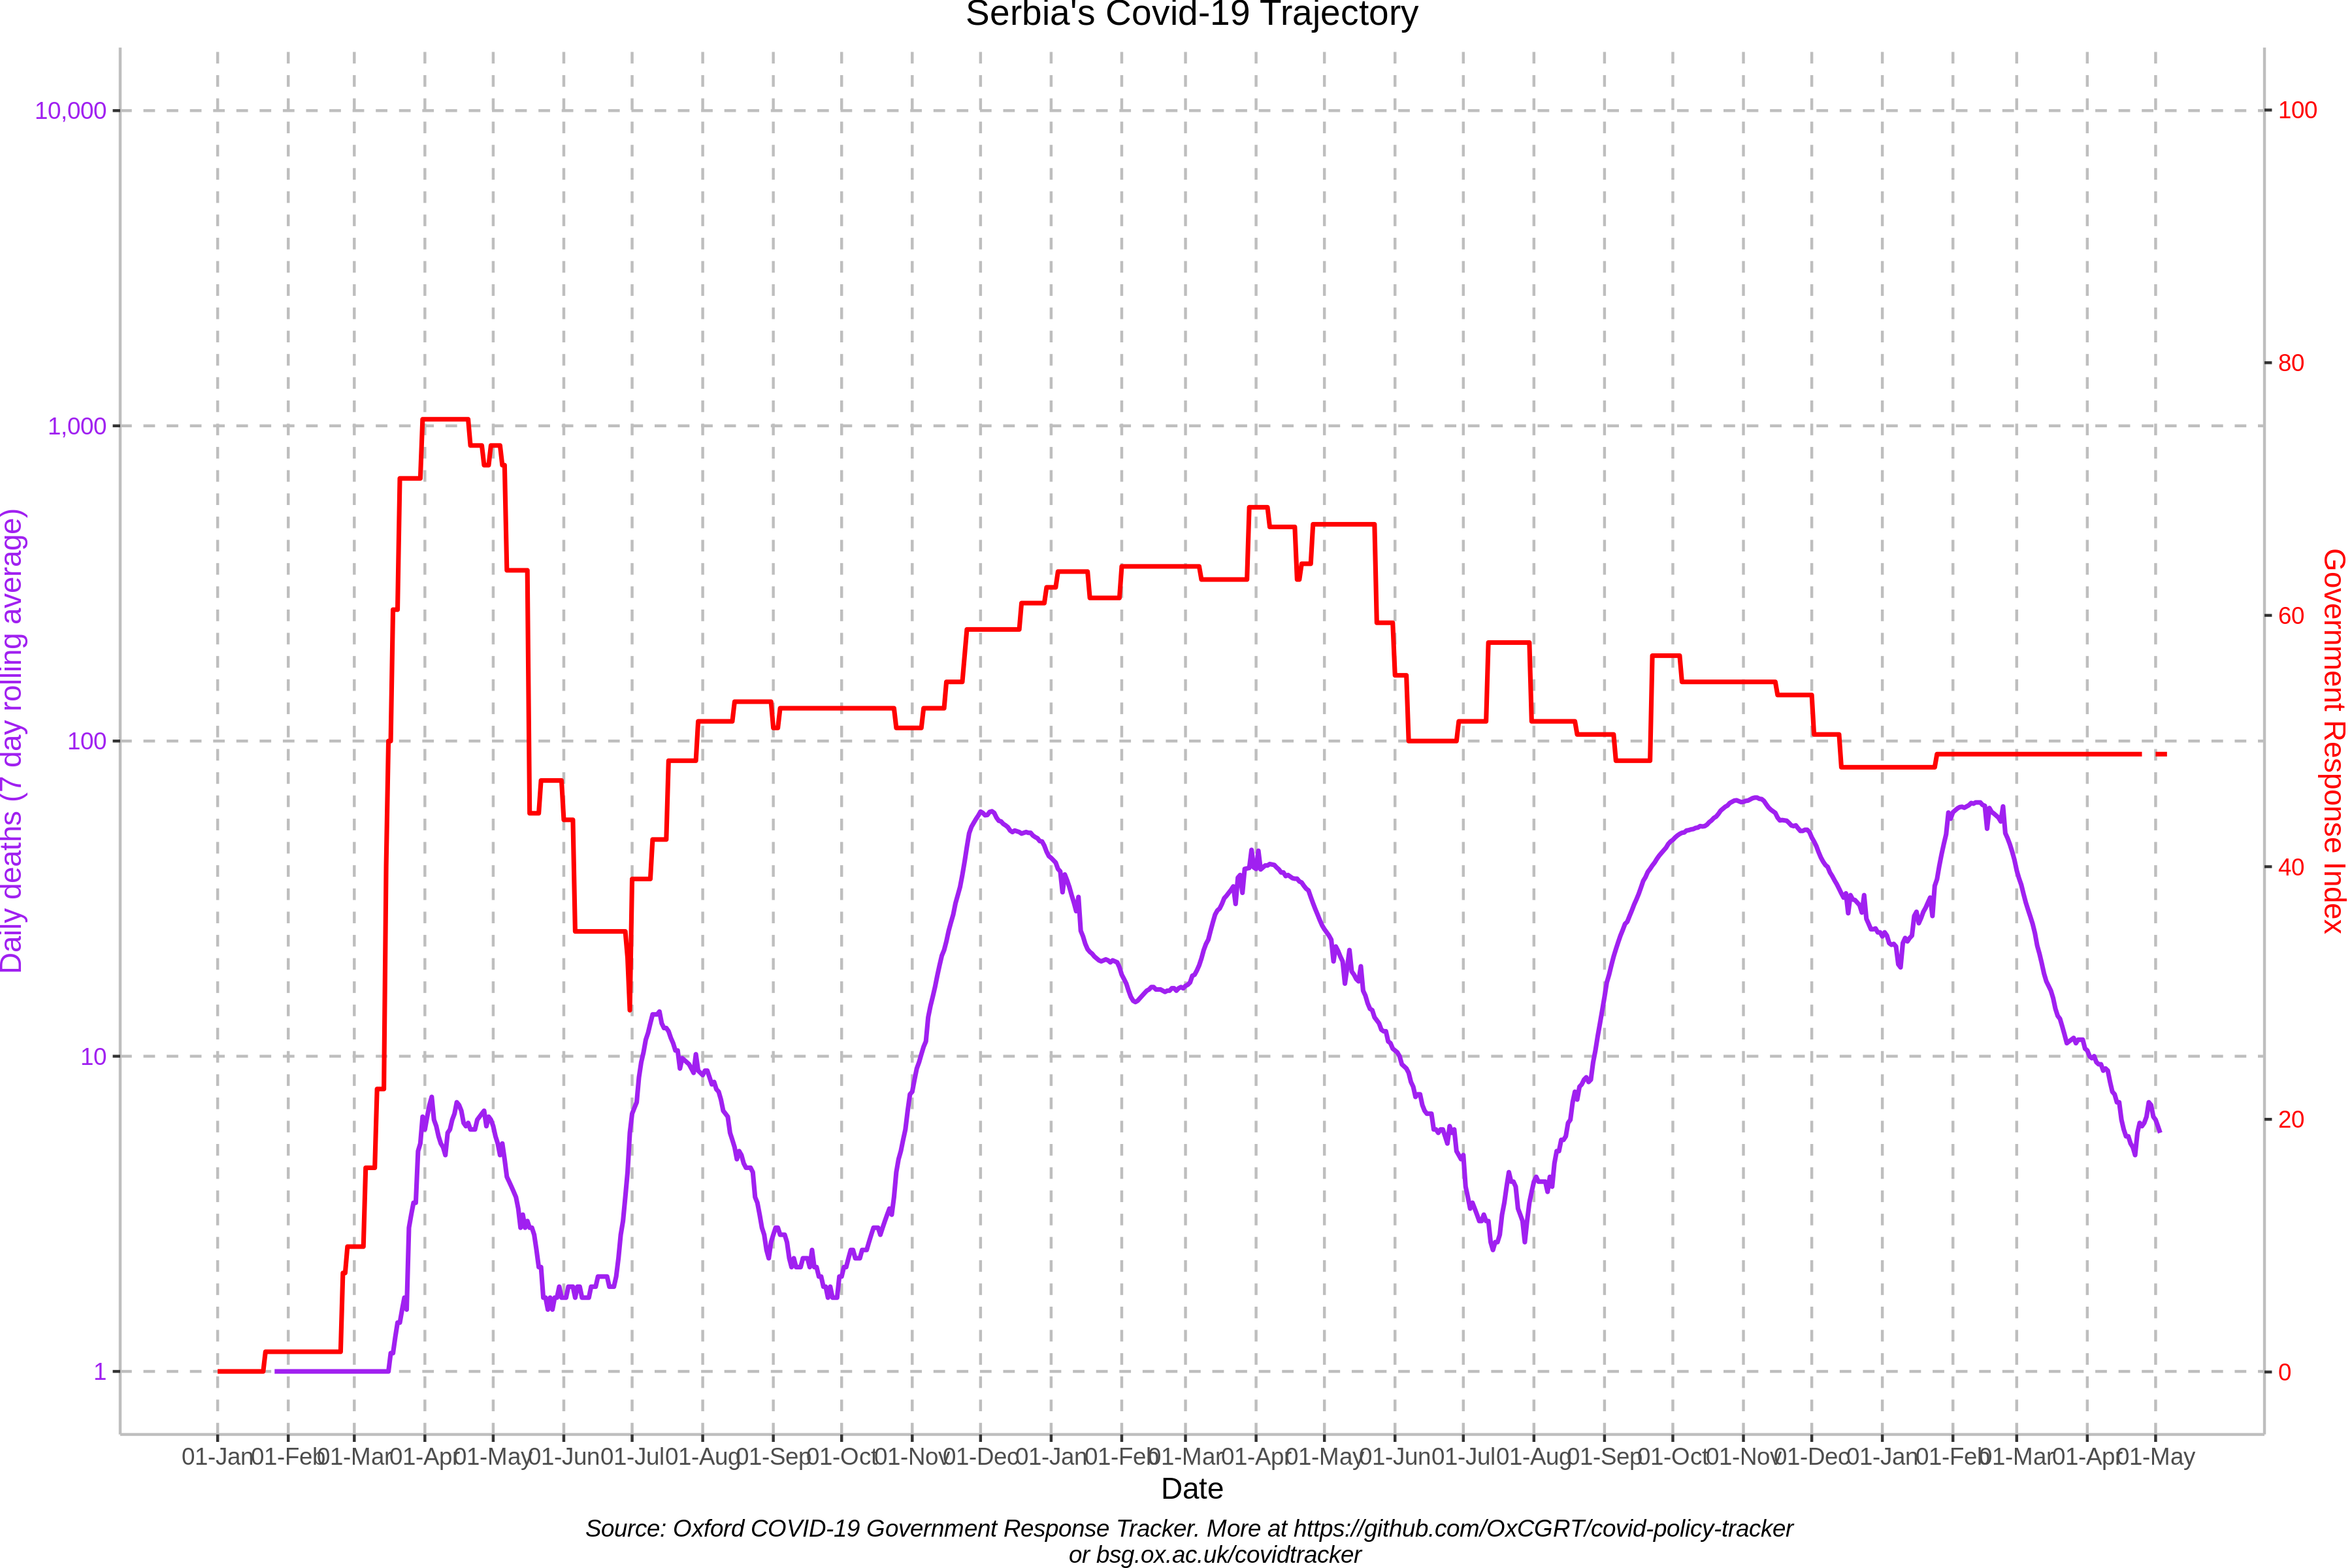 Serbia's Covid-19 Trajectory
10,000
1,000
100
10
1
Daily deaths (7 day rolling average)
100
80
60
40
20
0
Government Response Index
01-Jan 01-Feb 01-Mar 01-Apr 01-May 01-Jun 01-Jul 01-Aug 01-Sep 01-Oct 01-Nov 01-Dec 01-Jan 01-Feb 01-Mar 01-Apr 01-May 01-Jun 01-Jul 01-Aug 01-Sep 01-Oct 01-Nov 01-Dec 01-Jan 01-Feb 01-Mar 01-Apr 01-May
Date
Source: Oxford COVID-19 Government Response Tracker. More at https://github.com/OxCGRT/covid-policy-tracker
or bsg.ox.ac.uk/covidtracker